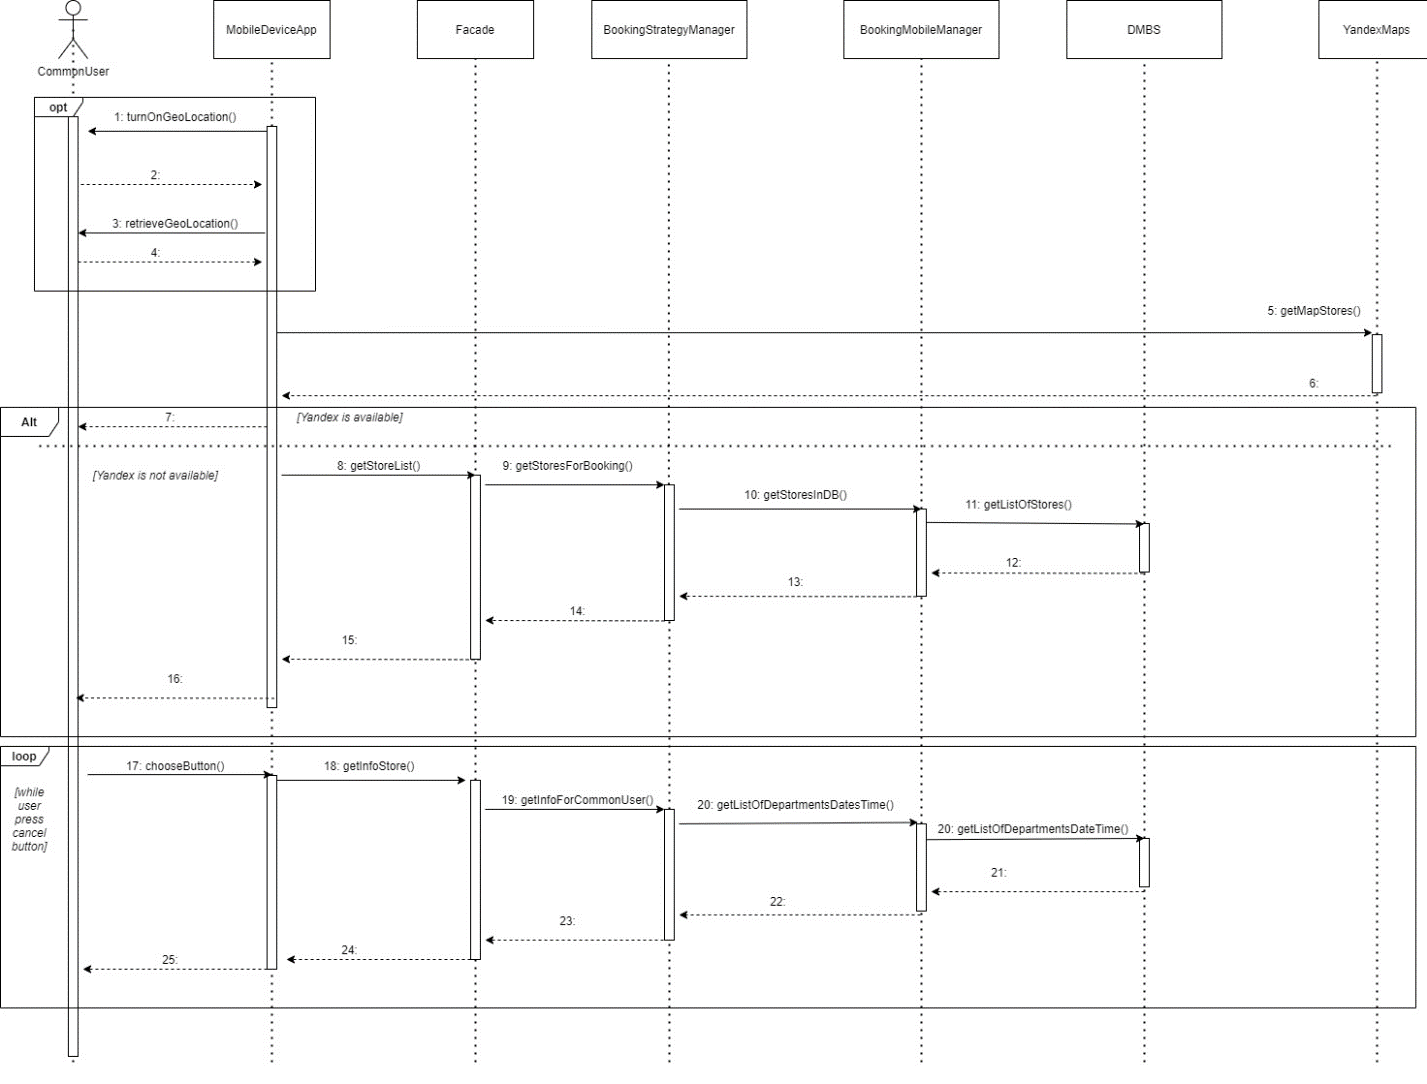 MobileDeviceApp
Facade
BookingStrategyManager
BookingMobileManager
DMBS
YandexMaps
CommonUser
opt
1: turnOnGeoLocation()
2:
3: retrieveGeoLocation()
4:
5: getMapStores()
6:
Alt
7:
[Yandex is available]
[Yandex is not available]
8: getStoreList()
9: getStoresForBooking()
10: getStoresInDB()
11: getListOfStores()
12:
13:
14:
15:
16:
loop
[while
user
press
cancel
button]
17: chooseButton()
18: getInfoStore()
19: getInfoForCommonUser()
20: getListOfDepartmentsDatesTime()
20: getListOfDepartmentsDateTime()
21:
22:
23:
24:
25: